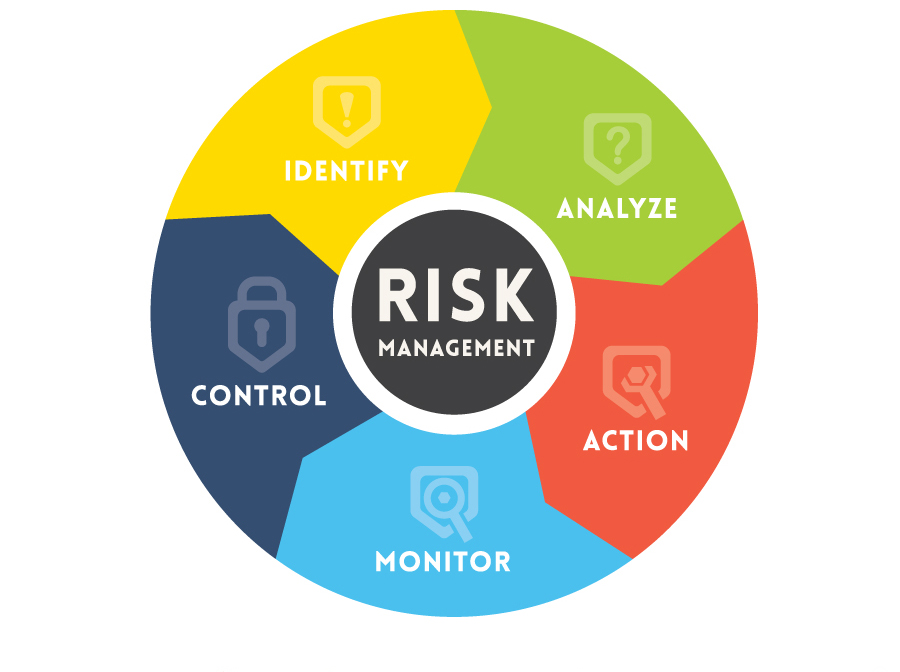 RISK
MANAGEMENT
IDENTIFY
ANALYZE
ACTION
MONITOR
CONTROL
!
?